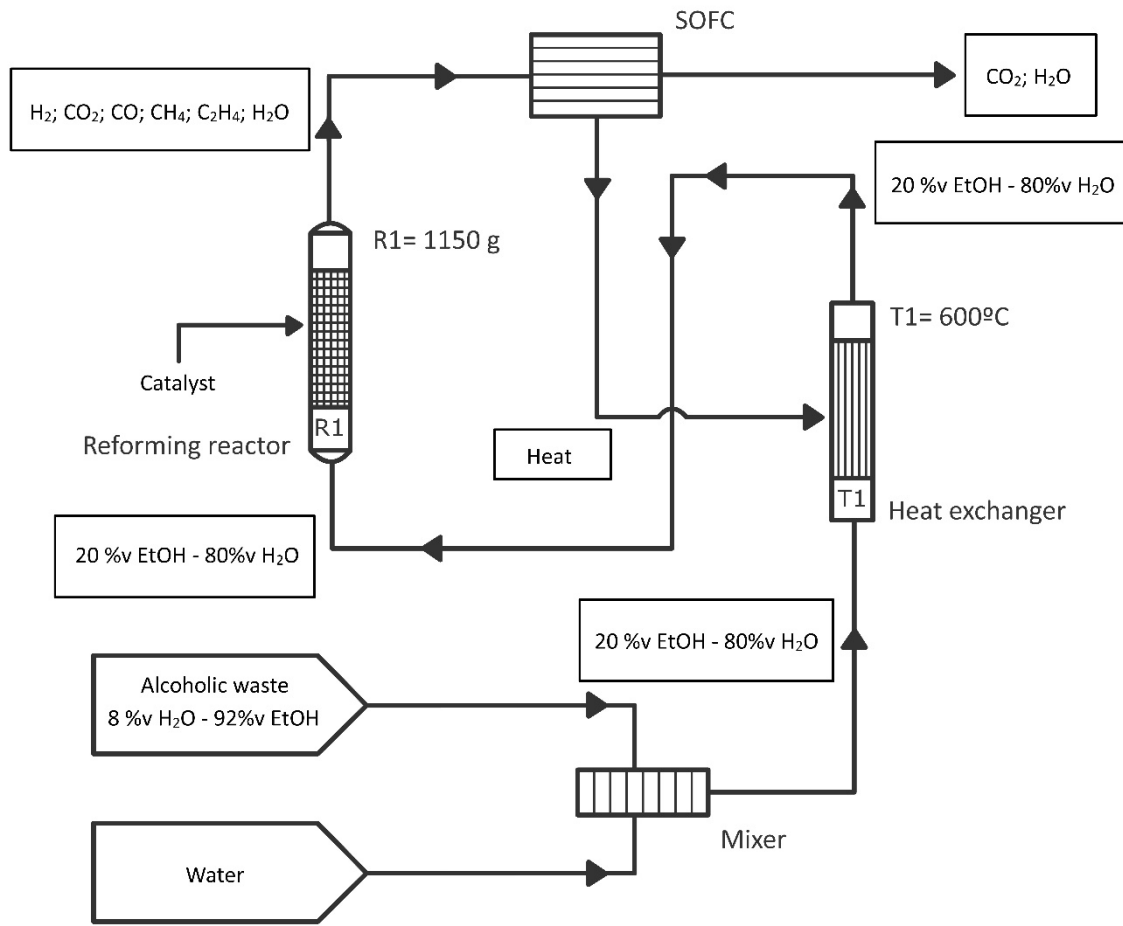 SOFC
CO₂; H₂O
H₂; CO₂; CO; CH₄; C₂H₄; H₂O
20 %v EtOH - 80%v H₂O
R1= 1150 g
T1= 600ºC
Catalyst
R1
Reforming reactor
Heat
T1
Heat exchanger
20 %v EtOH - 80%v H₂O
20 %v EtOH - 80%v H₂O
Alcoholic waste
8 %v H₂O - 92%v EtOH
Mixer
Water